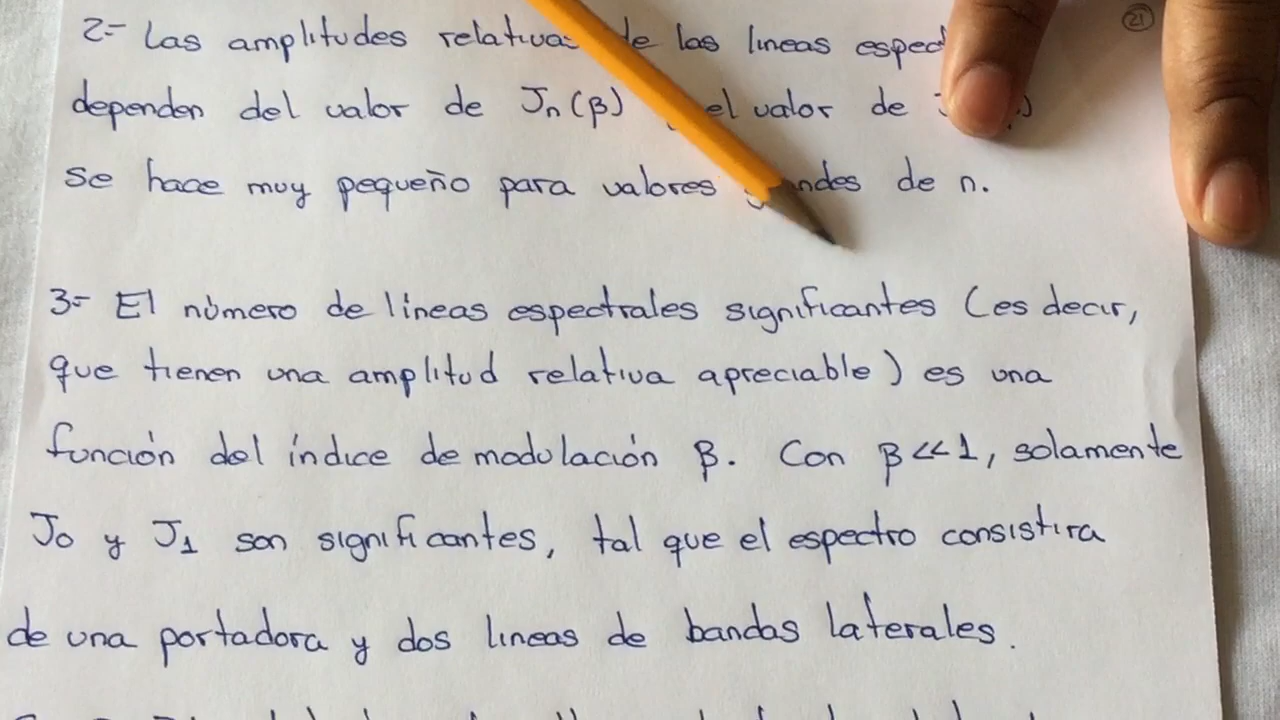 21
2.- Las amplitudes relativas de las lineas
dependen del valor de Jn(β) el valor de
se hace muy pequeño para valores de n.
3.- El número de líneas espectrales significantes (es decir,
que tienen una amplitud relativa apreciable) es una
función del índice de modulación β. Con β<<1, solamente
J0 y J1 son significantes, tal que el espectro consistira
de una portadora y dos lineas de bandas laterales.